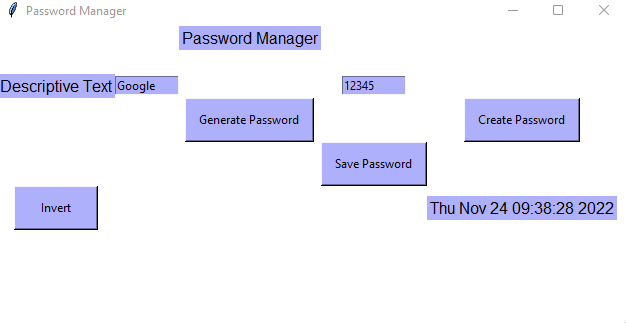 Password Manager
Password Manager
Descriptive Text Google 12345
Generate Password Create Password
Save Password
Invert
Thu Nov 24 09:38:28 2022